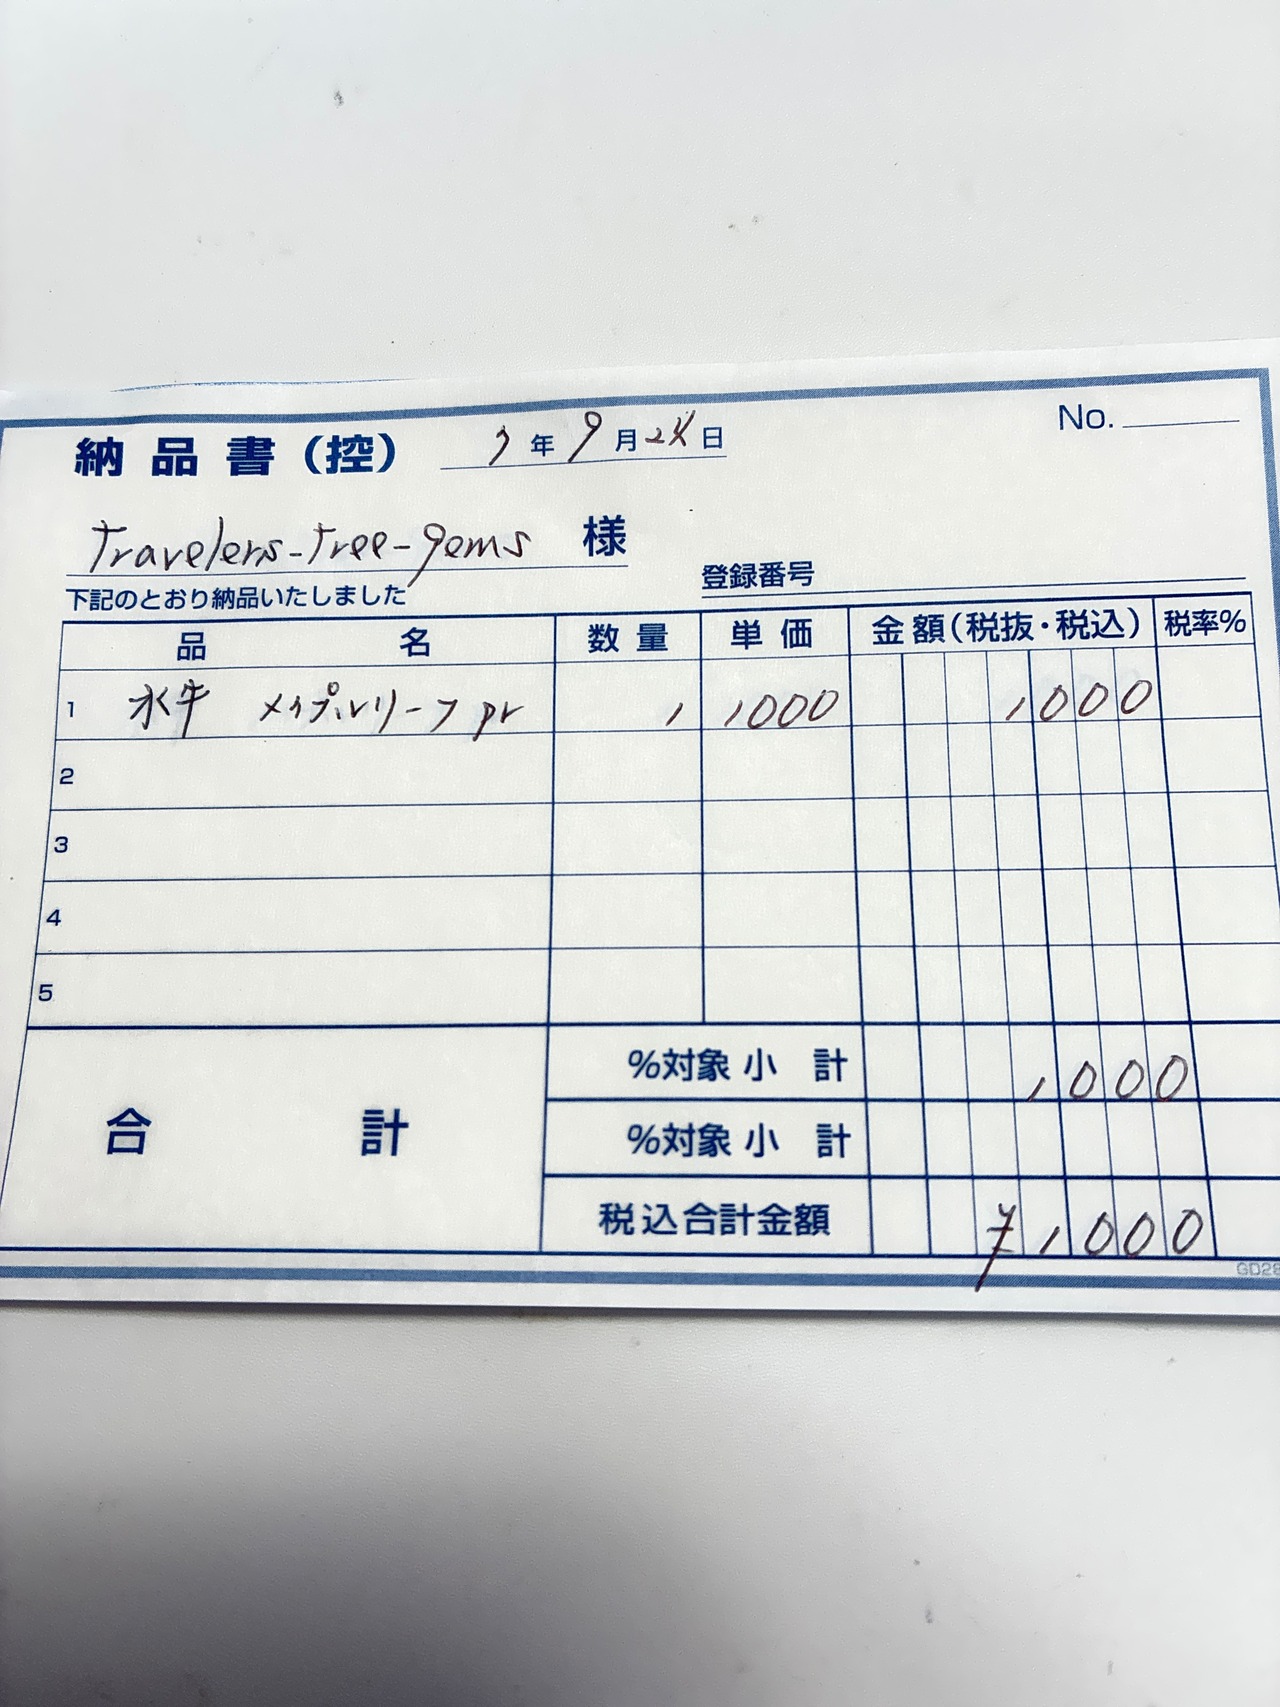 納品書(控) 7年9月24日 No.
travelers-tree-gems 様
下記のとおり納品いたしました 登録番号
品名 数量 単価 金額(税抜・税込) 税率%
1 水牛 メイプルリーフ pr 1 1000 1000
2
3
4
5
合計 %対象小計 1000
%対象小計
税込合計金額 ¥1000